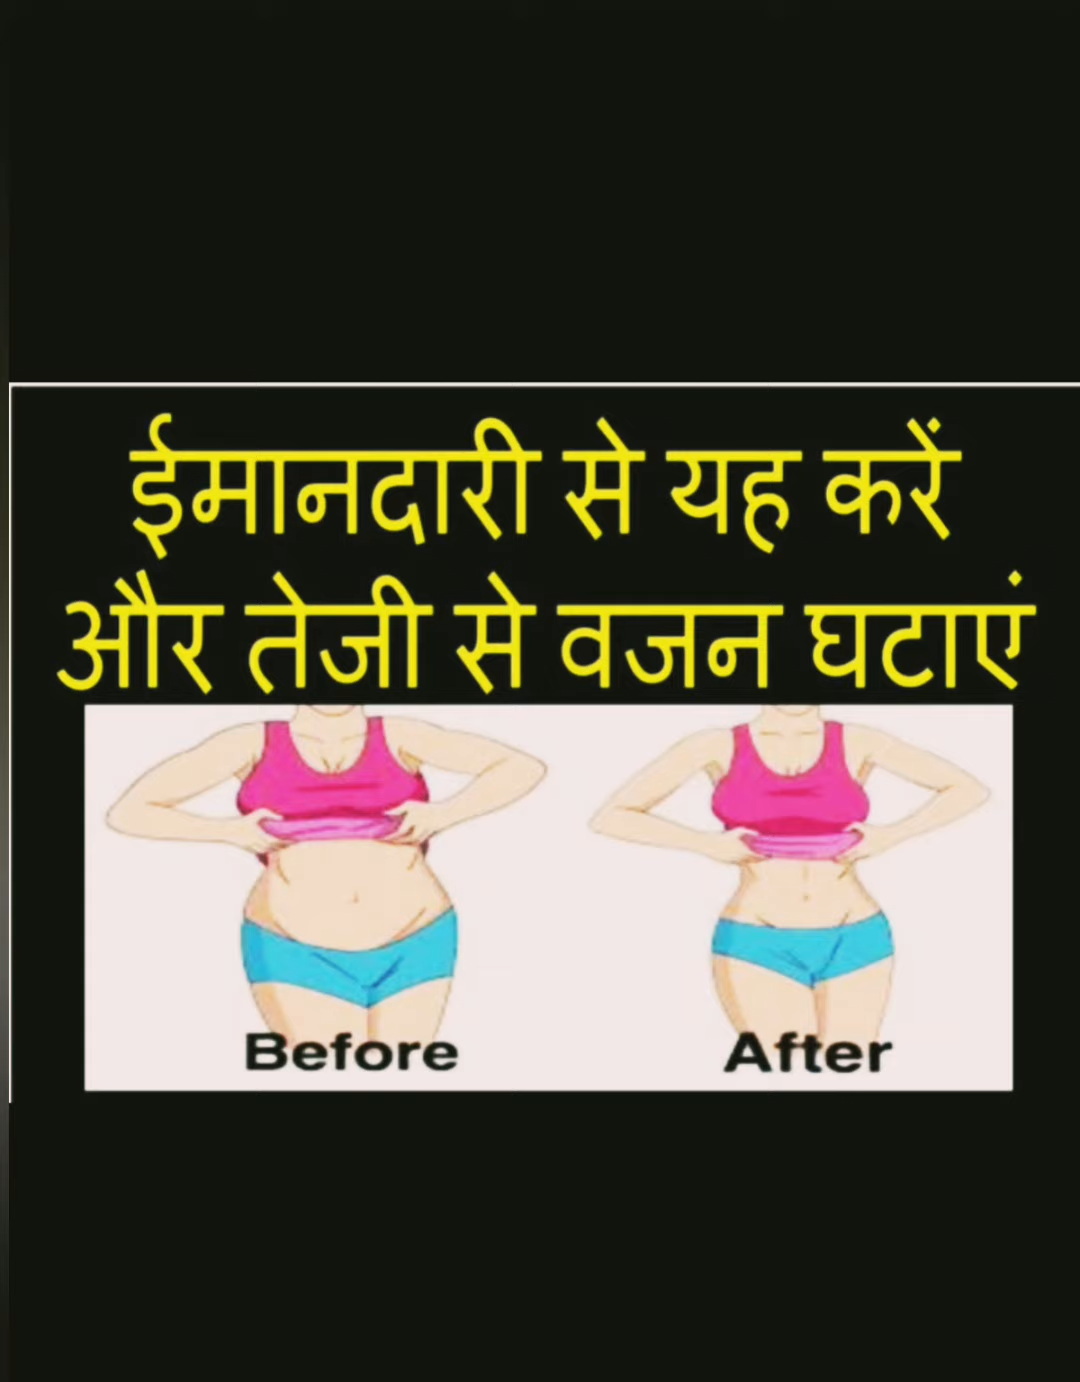 ईमानदारी से यह करें
और तेजी से वजन घटाएं
Before
After